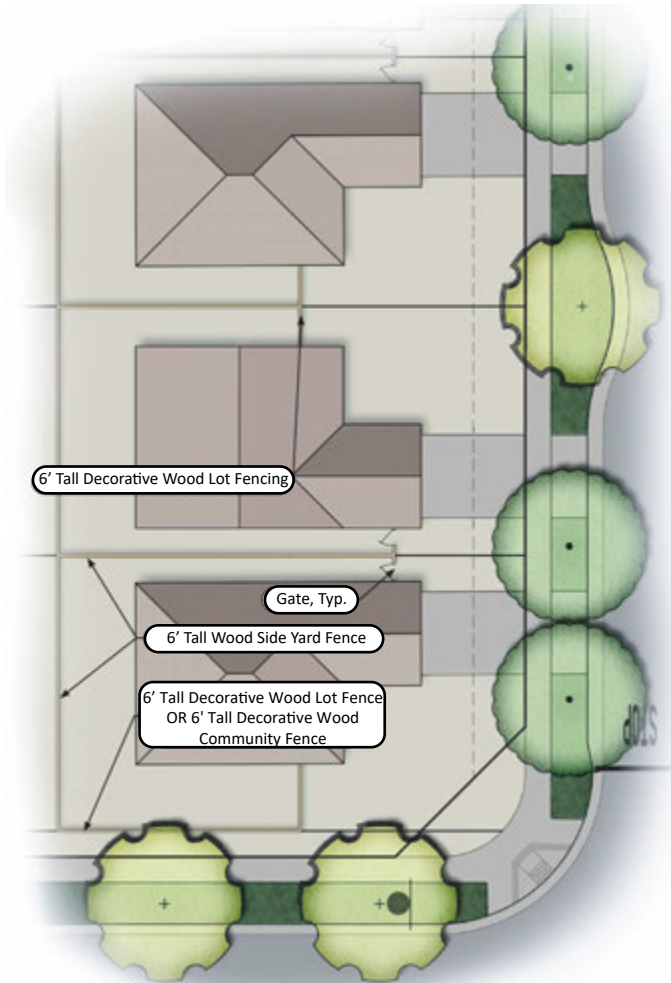 6’ Tall Decorative Wood Lot Fencing
Gate, Typ.
6’ Tall Wood Side Yard Fence
6’ Tall Decorative Wood Lot Fence
OR 6' Tall Decorative Wood
Community Fence
STOP